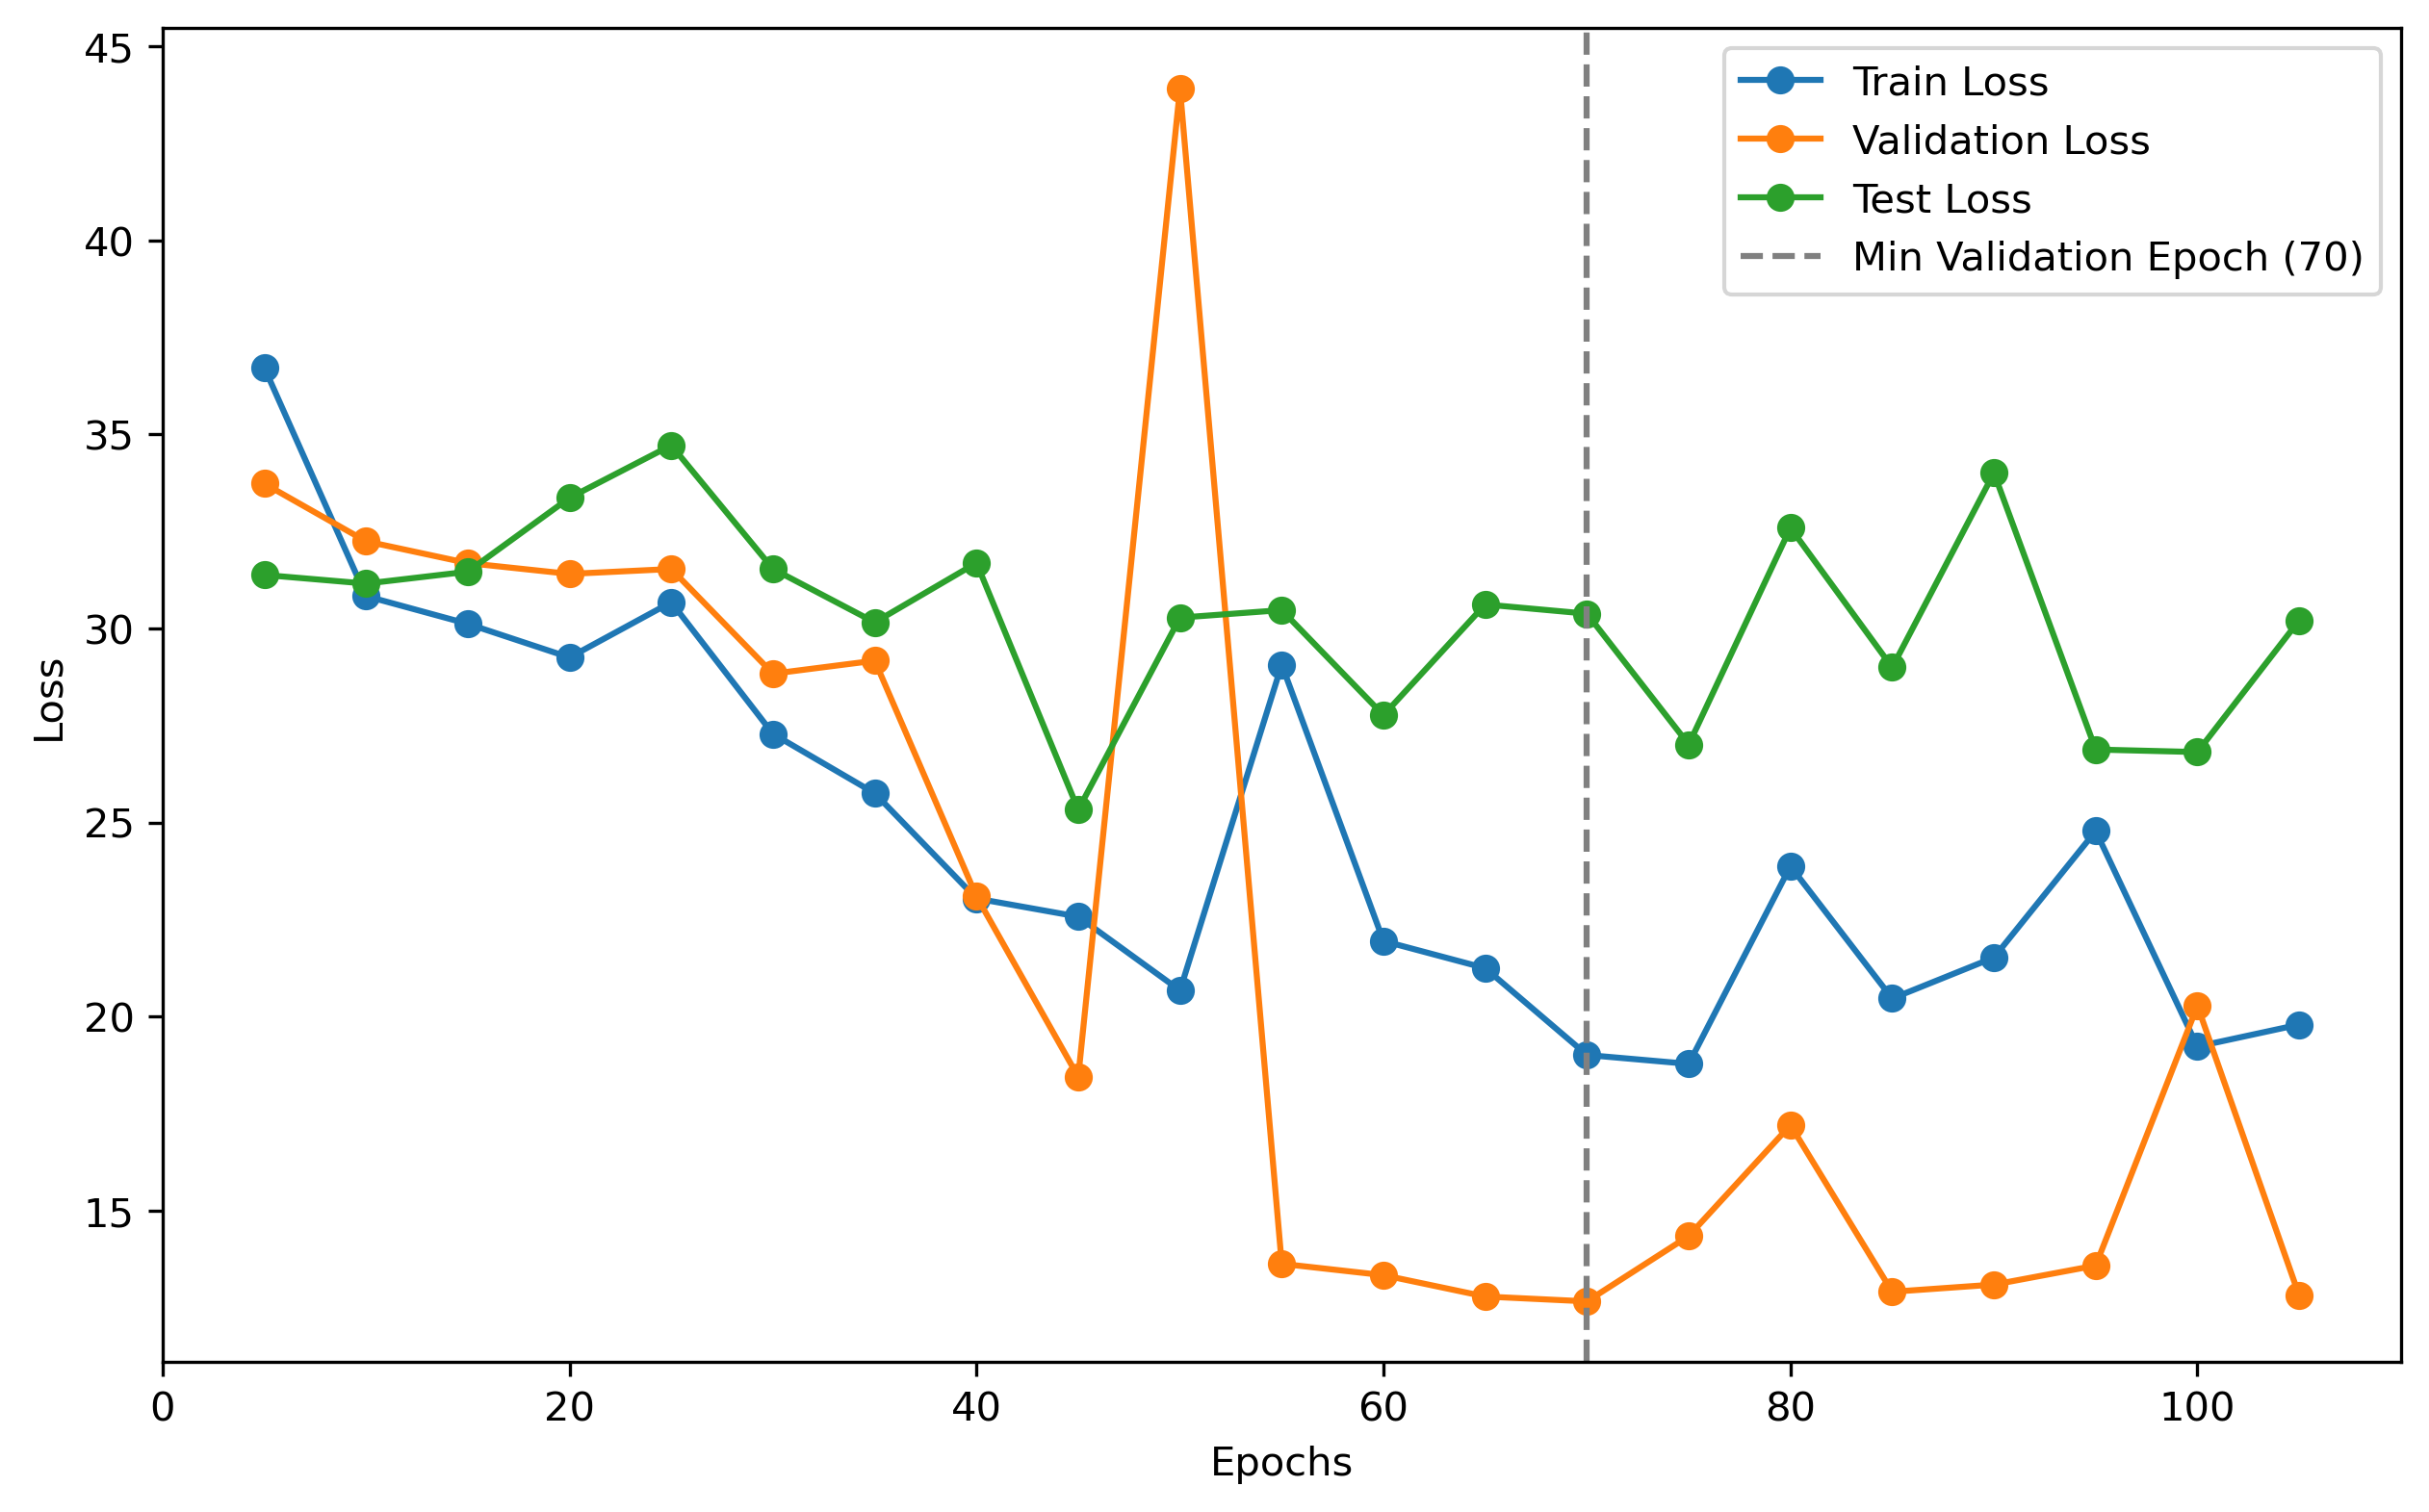 45
40
35
30
25
20
15
Loss
0 20 40 60 80 100
Epochs
Train Loss
Validation Loss
Test Loss
Min Validation Epoch (70)